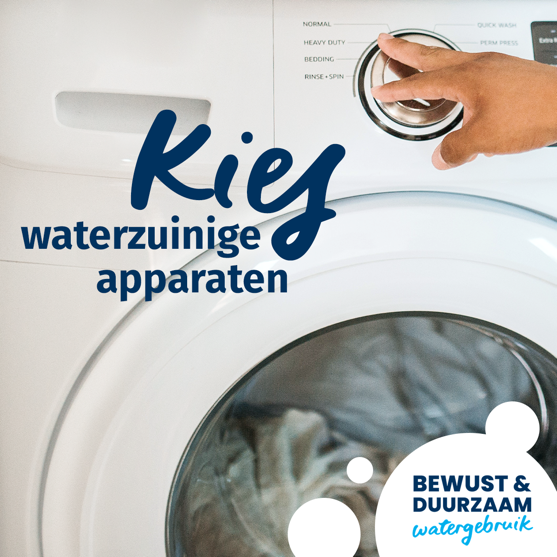 NORMAL
HEAVY DUTY
BEDDING
RINSE+SPIN
QUICK WASH
PERM PRESS
Kies
waterzuinige
apparaten
BEWUST &
DUURZAAM
watergebruik